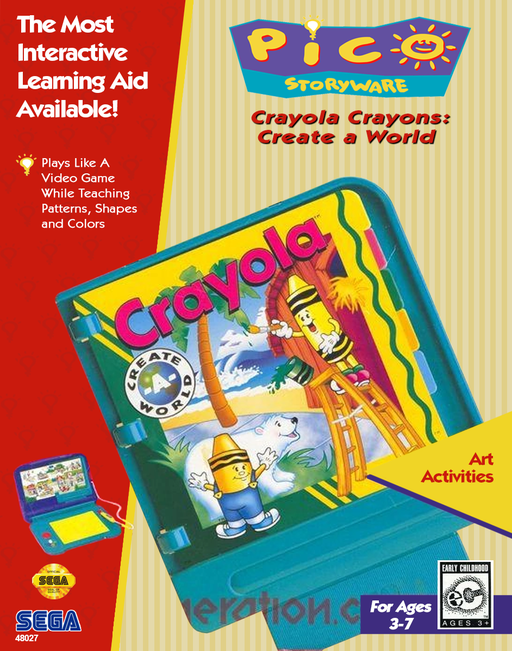 The Most
Interactive
Learning Aid
Available!
Plays Like A
Video Game
While Teaching
Patterns, Shapes
and Colors
PICO
STORYWARE
Crayola Crayons:
Create a World
Crayola
CREATE
-A-
WORLD
Art
Activities
For Ages
3-7
EARLY CHILDHOOD
AGES 3+
SEGA
SEGA
48027